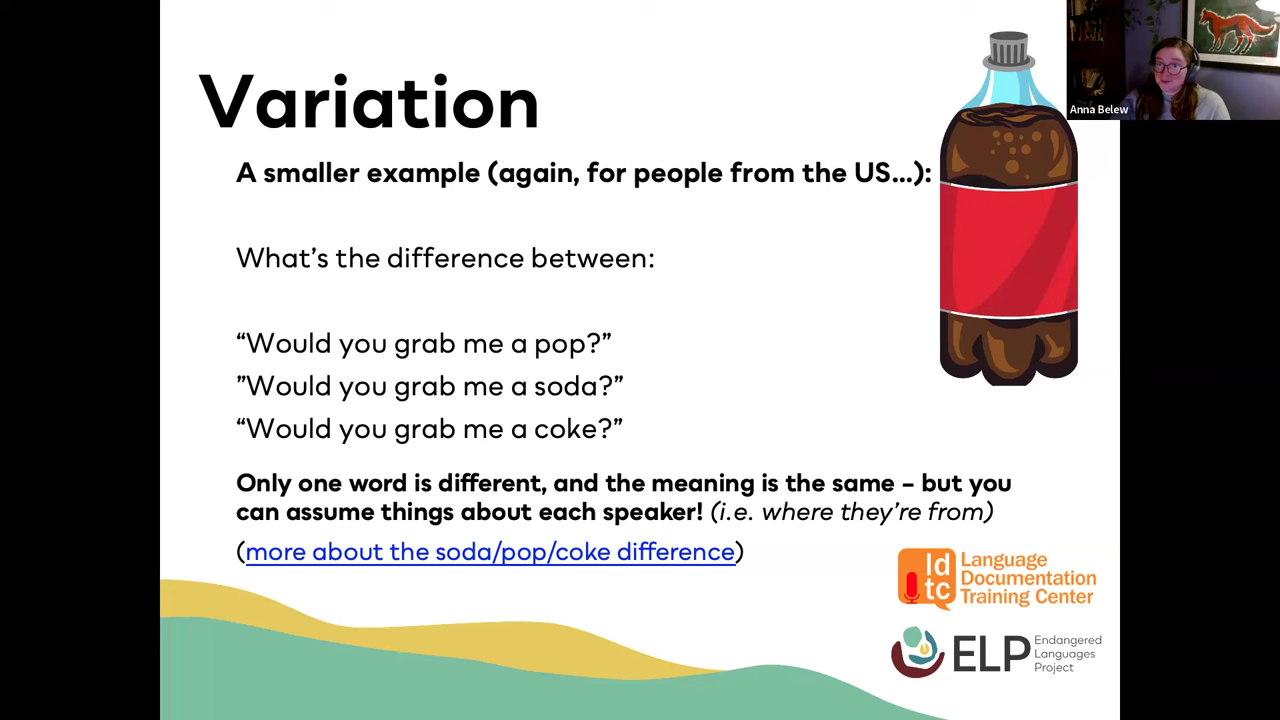 Variation
Anna Belew
A smaller example (again, for people from the US...):
What’s the difference between:
“Would you grab me a pop?”
”Would you grab me a soda?”
“Would you grab me a coke?”
Only one word is different, and the meaning is the same – but you
can assume things about each speaker! (i.e. where they’re from)
(more about the soda/pop/coke difference)
ld
tc
Language
Documentation
Training Center
ELP
Endangered
Languages
Project